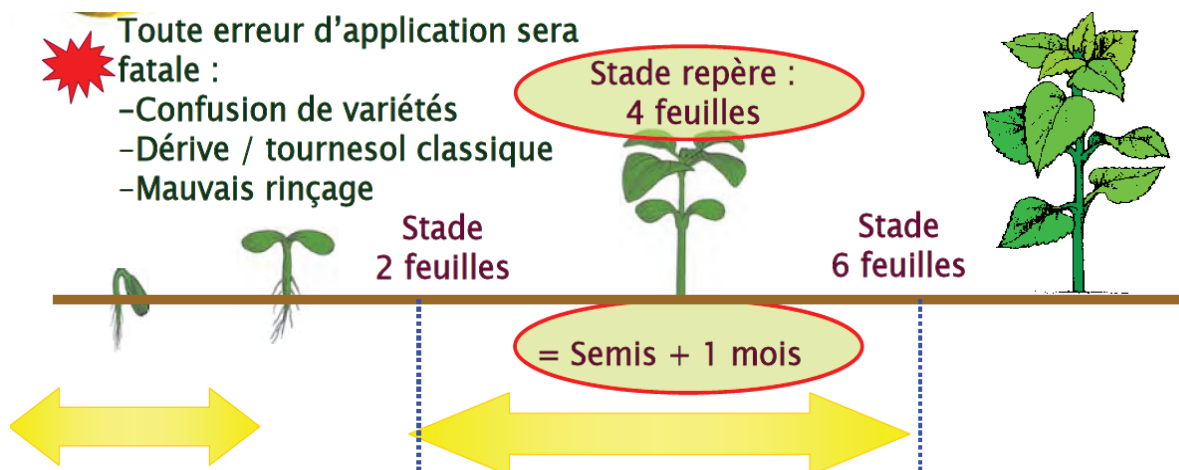 Toute erreur d'application sera
fatale :
-Confusion de variétés
-Dérive / tournesol classique
-Mauvais rinçage
Stade repère :
4 feuilles
Stade
2 feuilles
Stade
6 feuilles
= Semis + 1 mois